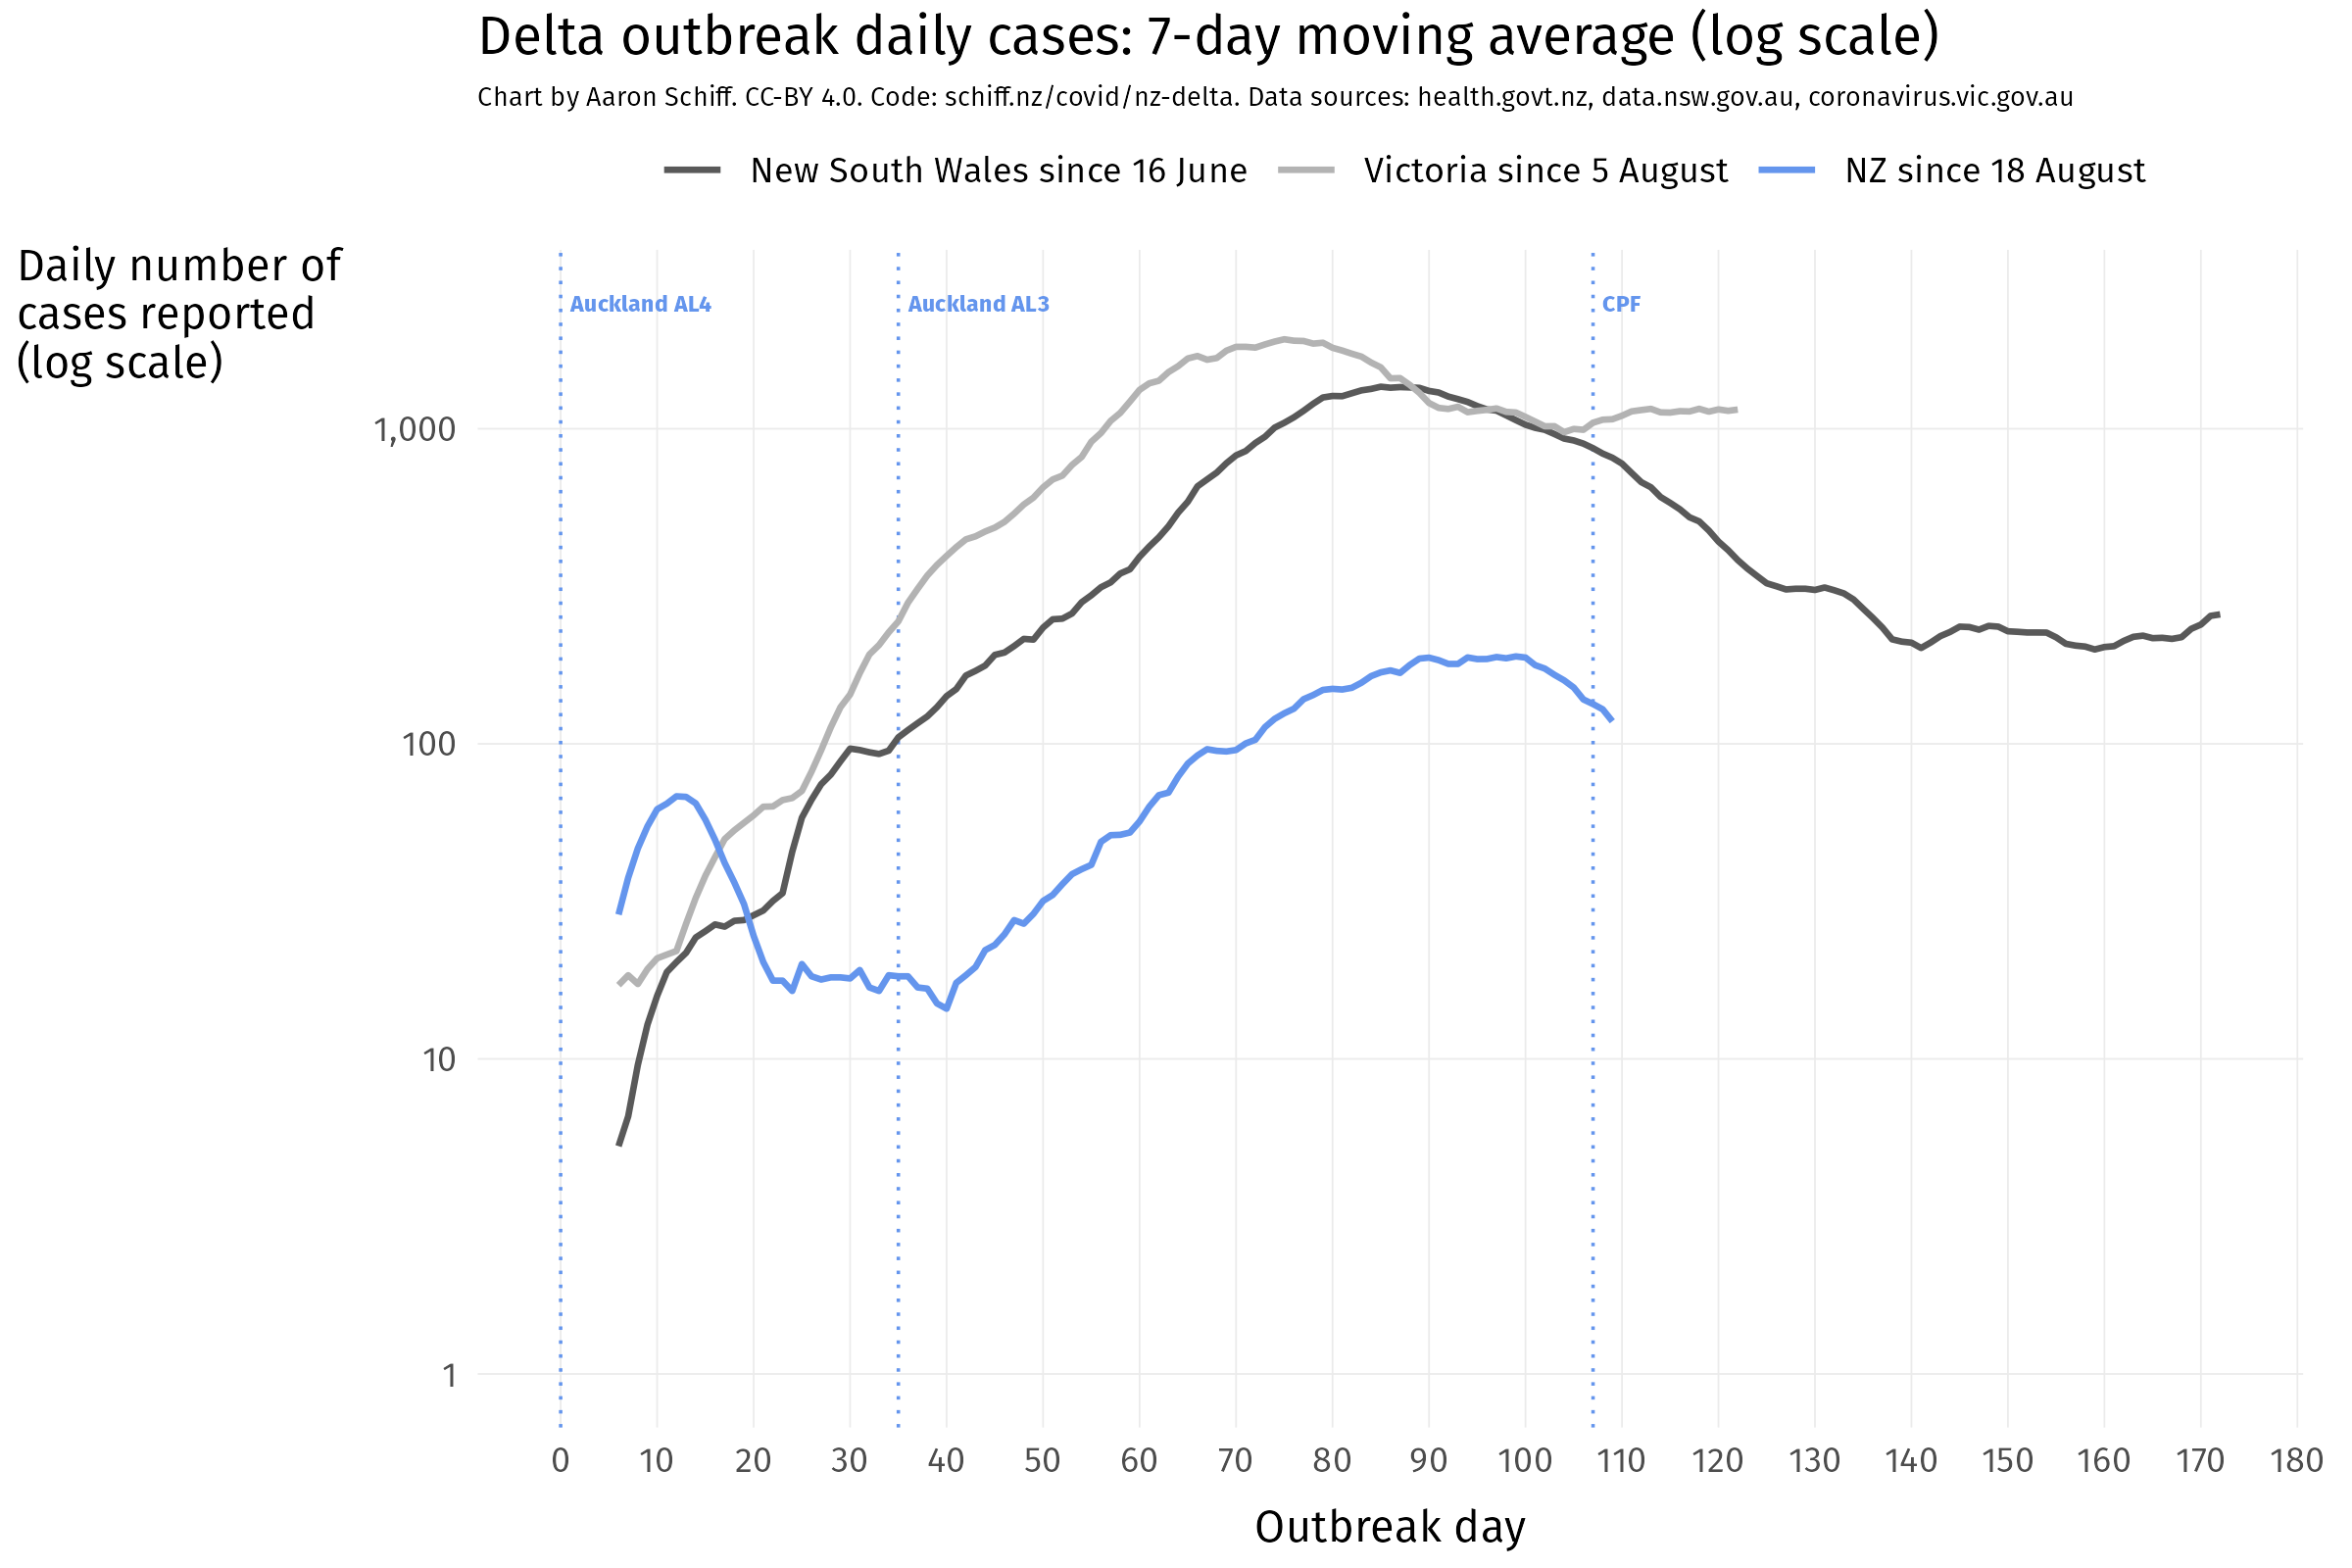 Delta outbreak daily cases: 7-day moving average (log scale)
Chart by Aaron Schiff. CC-BY 4.0. Code: schiff.nz/covid/nz-delta. Data sources: health.govt.nz, data.nsw.gov.au, coronavirus.vic.gov.au
New South Wales since 16 June Victoria since 5 August NZ since 18 August
Daily number of
cases reported
(log scale)
Auckland AL4 Auckland AL3 CPF
1,000
100
10
1
0 10 20 30 40 50 60 70 80 90 100 110 120 130 140 150 160 170 180
Outbreak day